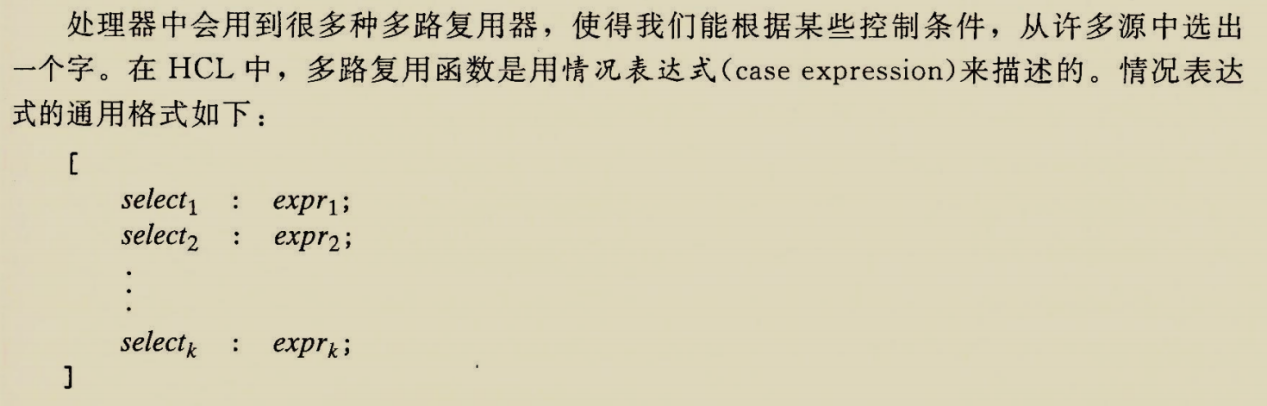 处理器中会用到很多种多路复用器，使得我们能根据某些控制条件，从许多源中选出
一个字。在 HCL 中，多路复用函数是用情况表达式(case expression)来描述的。情况表达
式的通用格式如下：
[
select₁ : expr₁;
select₂ : expr₂;
⋮
selectₖ : exprₖ;
]